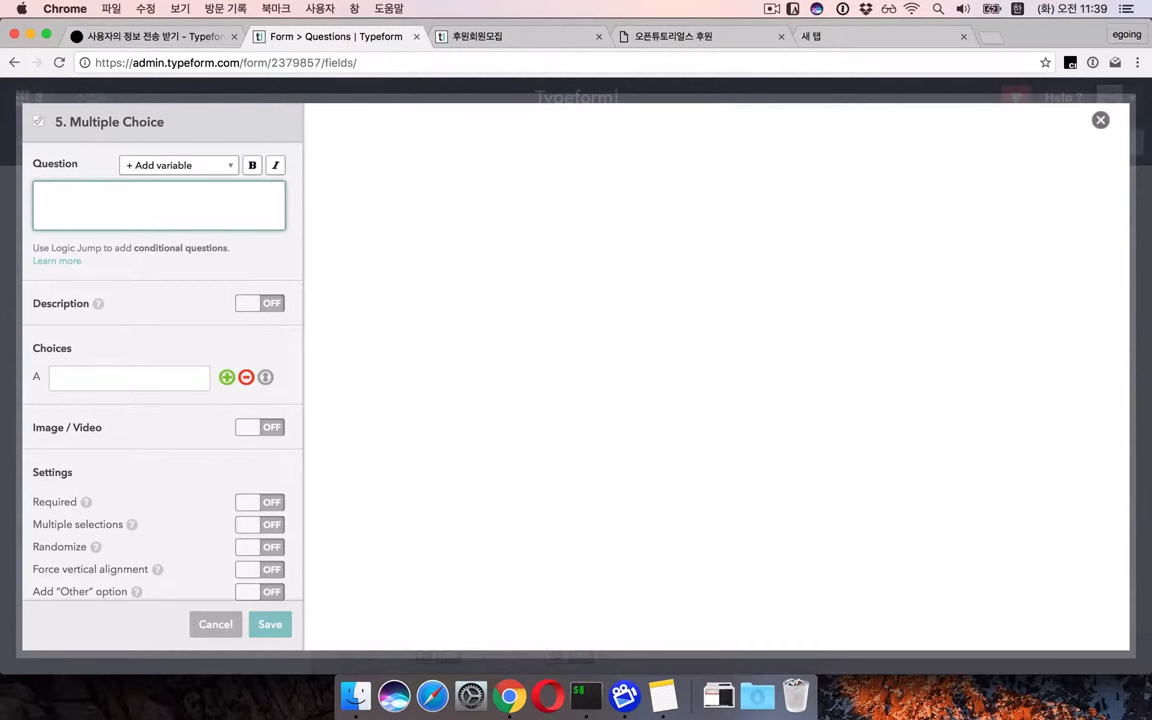 Chrome 파일 수정 보기 방문 기록 북마크 사용자 창 도움말 한 (화) 오전 11:39
사용자의 정보 전송 받기 - Typeform
Form > Questions | Typeform
후원회원모집
오픈튜토리얼스 후원
새 탭
egoing
https://admin.typeform.com/form/2379857/fields/
Typeform
Help ?
5. Multiple Choice
Question
+ Add variable
B I
Use Logic Jump to add conditional questions.
Learn more
Description ? OFF
Choices
A
Image / Video OFF
Settings
Required ? OFF
Multiple selections ? OFF
Randomize ? OFF
Force vertical alignment ? OFF
Add “Other” option ? OFF
Cancel Save